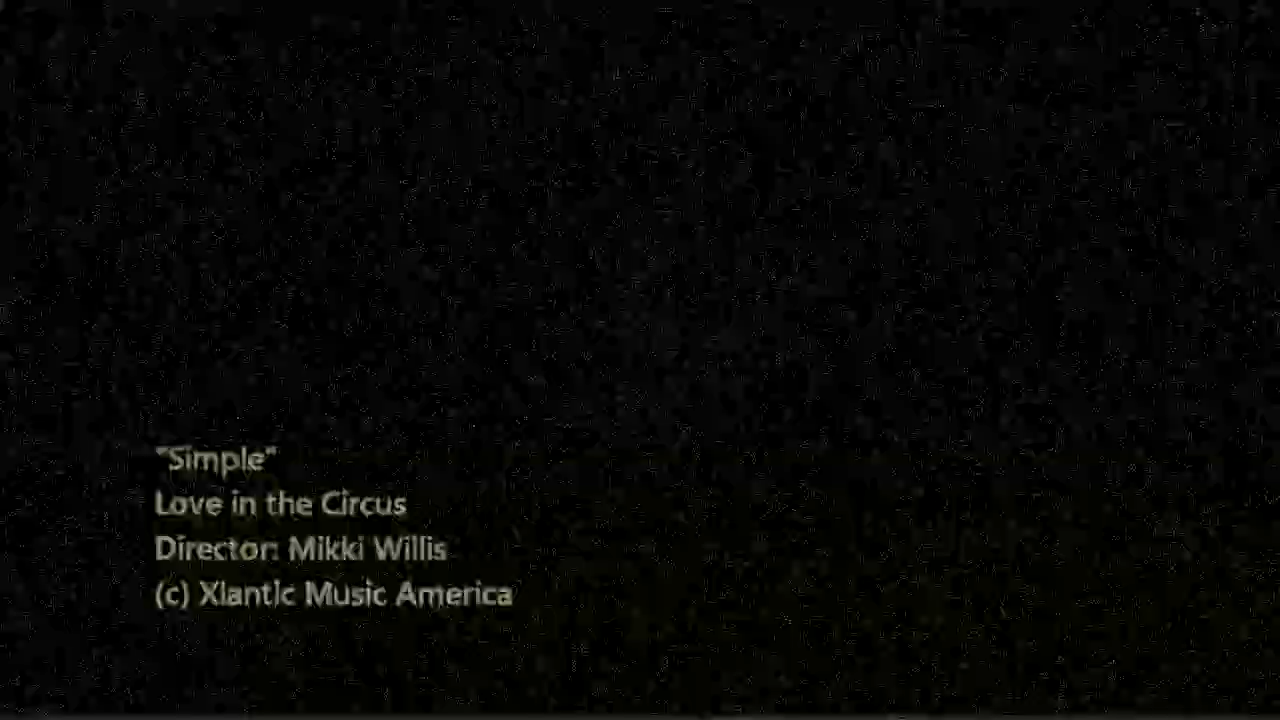 "Simple"
Love in the Circus
Director: Mikki Willis
(c) Xlantic Music America